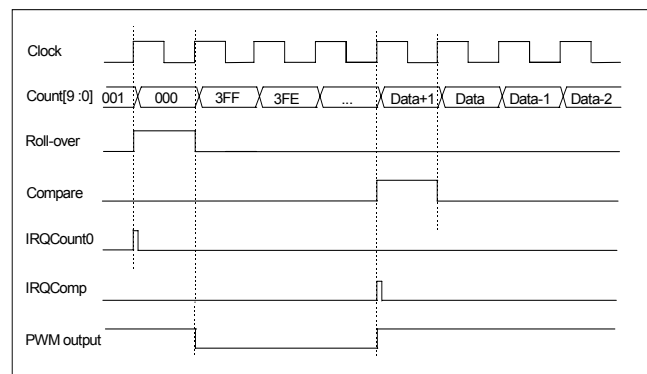 Clock
Count[9 :0] 001 000 3FF 3FE ... Data+1 Data Data-1 Data-2
Roll-over
Compare
IRQCount0
IRQComp
PWM output